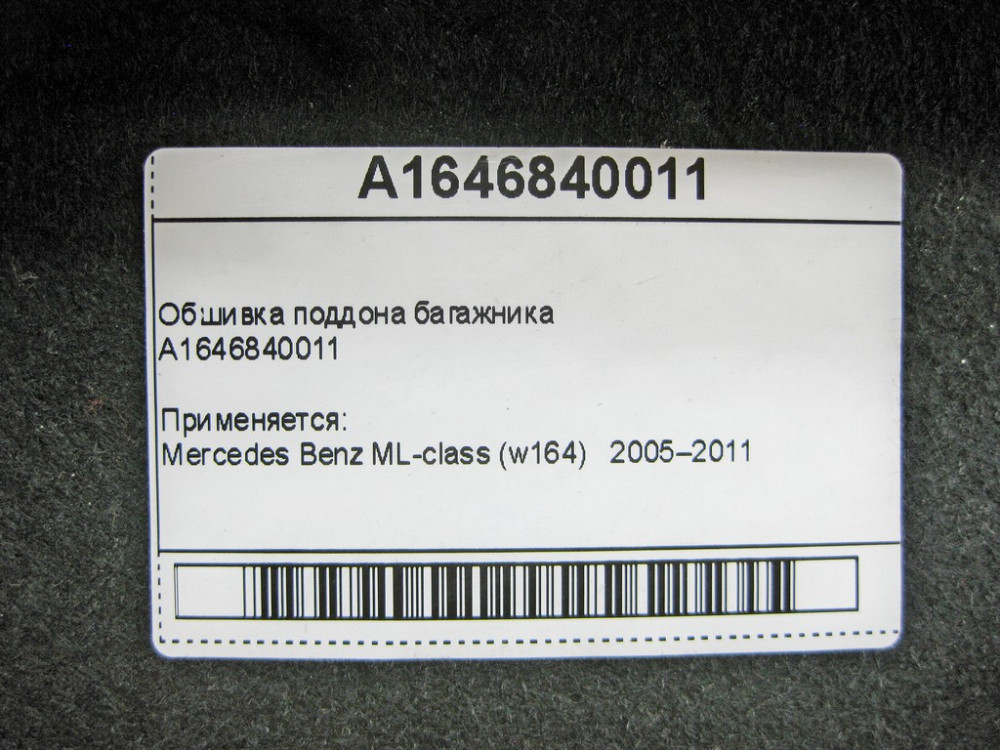 A1646840011
Обшивка поддона багажника
A1646840011
Применяется:
Mercedes Benz ML-class (w164) 2005–2011